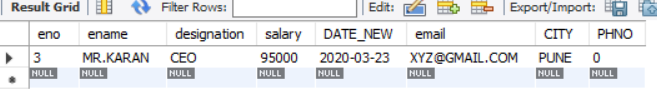 Result Grid Filter Rows: Edit: Export/Import:
eno ename designation salary DATE_NEW email CITY PHNO
3 MR.KARAN CEO 95000 2020-03-23 XYZ@GMAIL.COM PUNE 0
NULL NULL NULL NULL NULL NULL NULL NULL